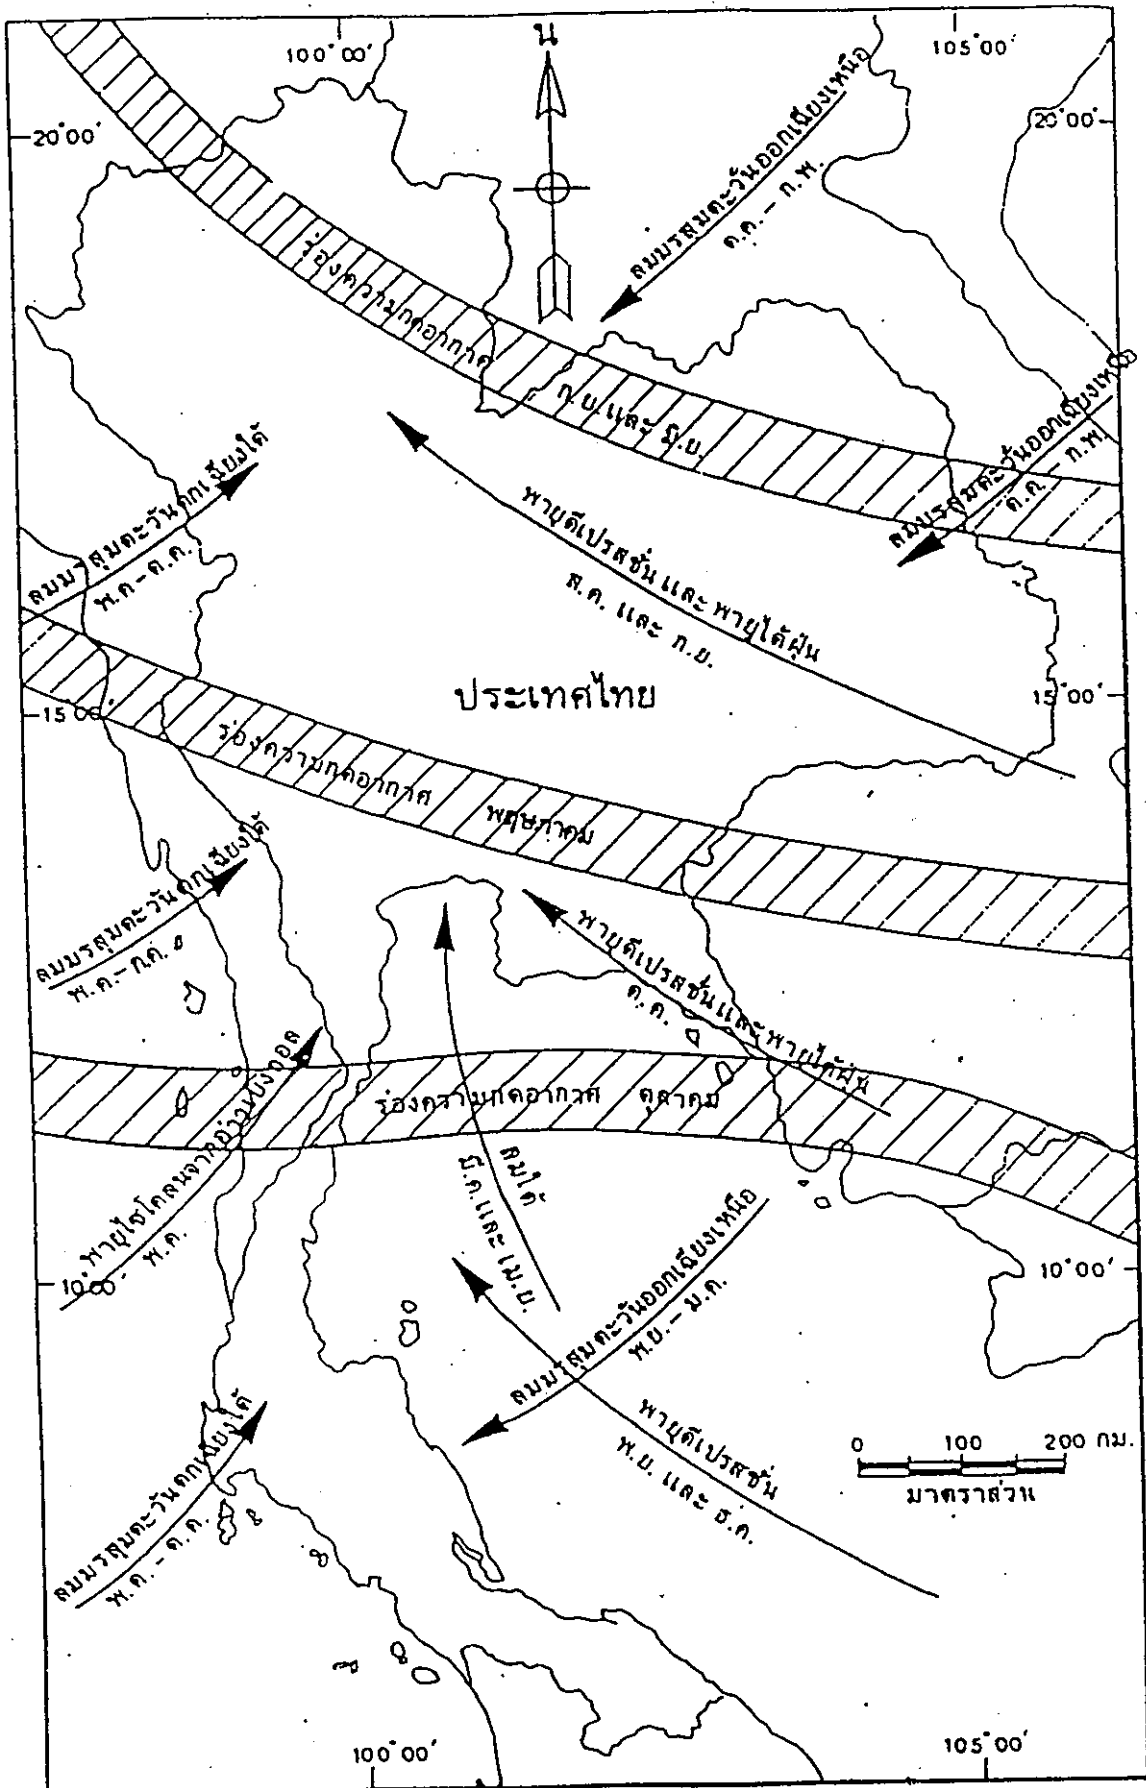 น
100°00'
105°00'
20°00'
20°00'
ลมมรสุมตะวันออกเฉียงเหนือ
ต.ค. - ก.พ.
ร่องความกดอากาศ ก.ย. และ มิ.ย.
ลมมรสุมตะวันออกเฉียงเหนือ
ต.ค. - ก.พ.
ลมมรสุมตะวันตกเฉียงใต้
พ.ค - ต.ค.
พายุดีเปรสชั่น และ พายุไต้ฝุ่น
ส.ค. และ ก.ย.
ประเทศไทย
15°00'
15°00'
ร่องความกดอากาศ พฤษภาคม
ลมมรสุมตะวันตกเฉียงใต้
พ.ค. - ต.ค.
พายุดีเปรสชั่น และ พายุไต้ฝุ่น
ต.ค.
ร่องความกดอากาศ ตุลาคม
พายุไซโคลนจากอ่าวเบงกอล
พ.ค.
ลมใต้
มี.ค. และ เม.ย.
10°00'
10°00'
ลมมรสุมตะวันออกเฉียงเหนือ
พ.ย. - ม.ค.
พายุดีเปรสชั่น
พ.ย. และ ธ.ค.
ลมมรสุมตะวันตกเฉียงใต้
พ.ค. - ต.ค.
0 100 200 กม.
มาตราส่วน
100°00'
105°00'